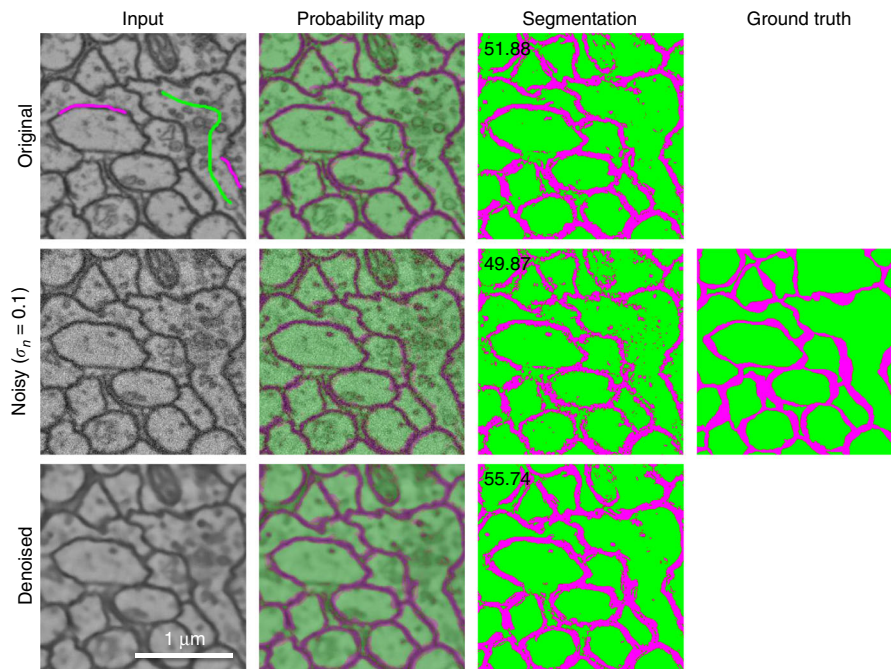 Input
Probability map
Segmentation
Ground truth
Original
51.88
Noisy (σn = 0.1)
49.87
Denoised
55.74
1 μm